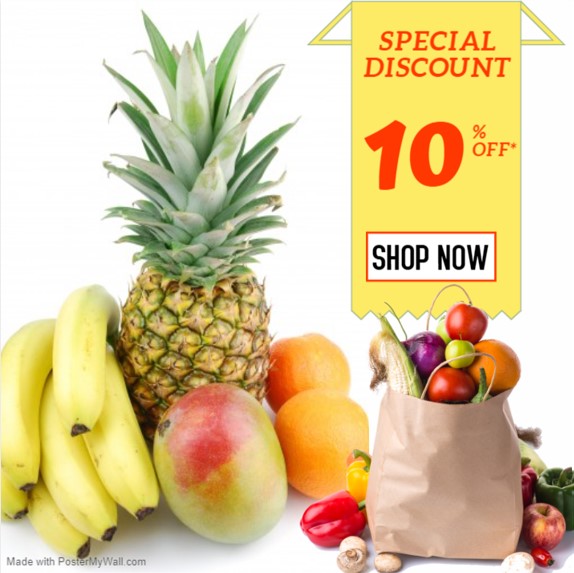 SPECIAL
DISCOUNT
10 %
OFF*
SHOP NOW
Made with PosterMyWall.com